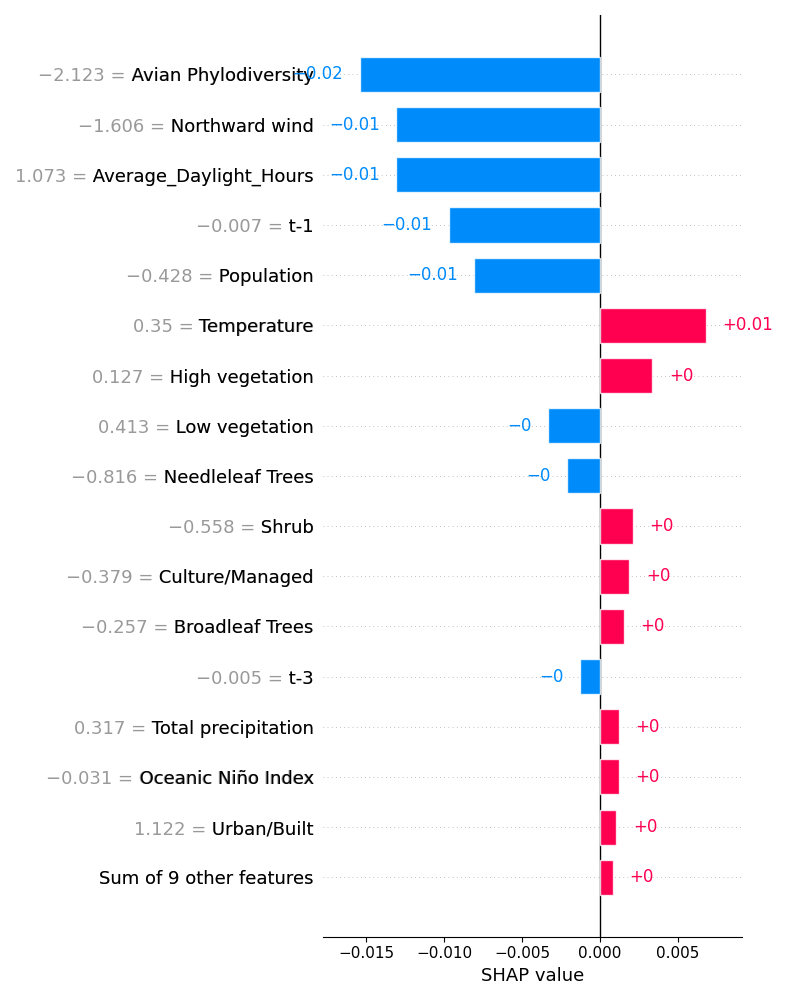 −2.123 = Avian Phylodiversity −0.02
−1.606 = Northward wind −0.01
1.073 = Average_Daylight_Hours −0.01
−0.007 = t-1 −0.01
−0.428 = Population −0.01
0.35 = Temperature +0.01
0.127 = High vegetation +0
0.413 = Low vegetation −0
−0.816 = Needleleaf Trees −0
−0.558 = Shrub +0
−0.379 = Culture/Managed +0
−0.257 = Broadleaf Trees +0
−0.005 = t-3 −0
0.317 = Total precipitation +0
−0.031 = Oceanic Niño Index +0
1.122 = Urban/Built +0
Sum of 9 other features +0
−0.015 −0.010 −0.005 0.000 0.005
SHAP value